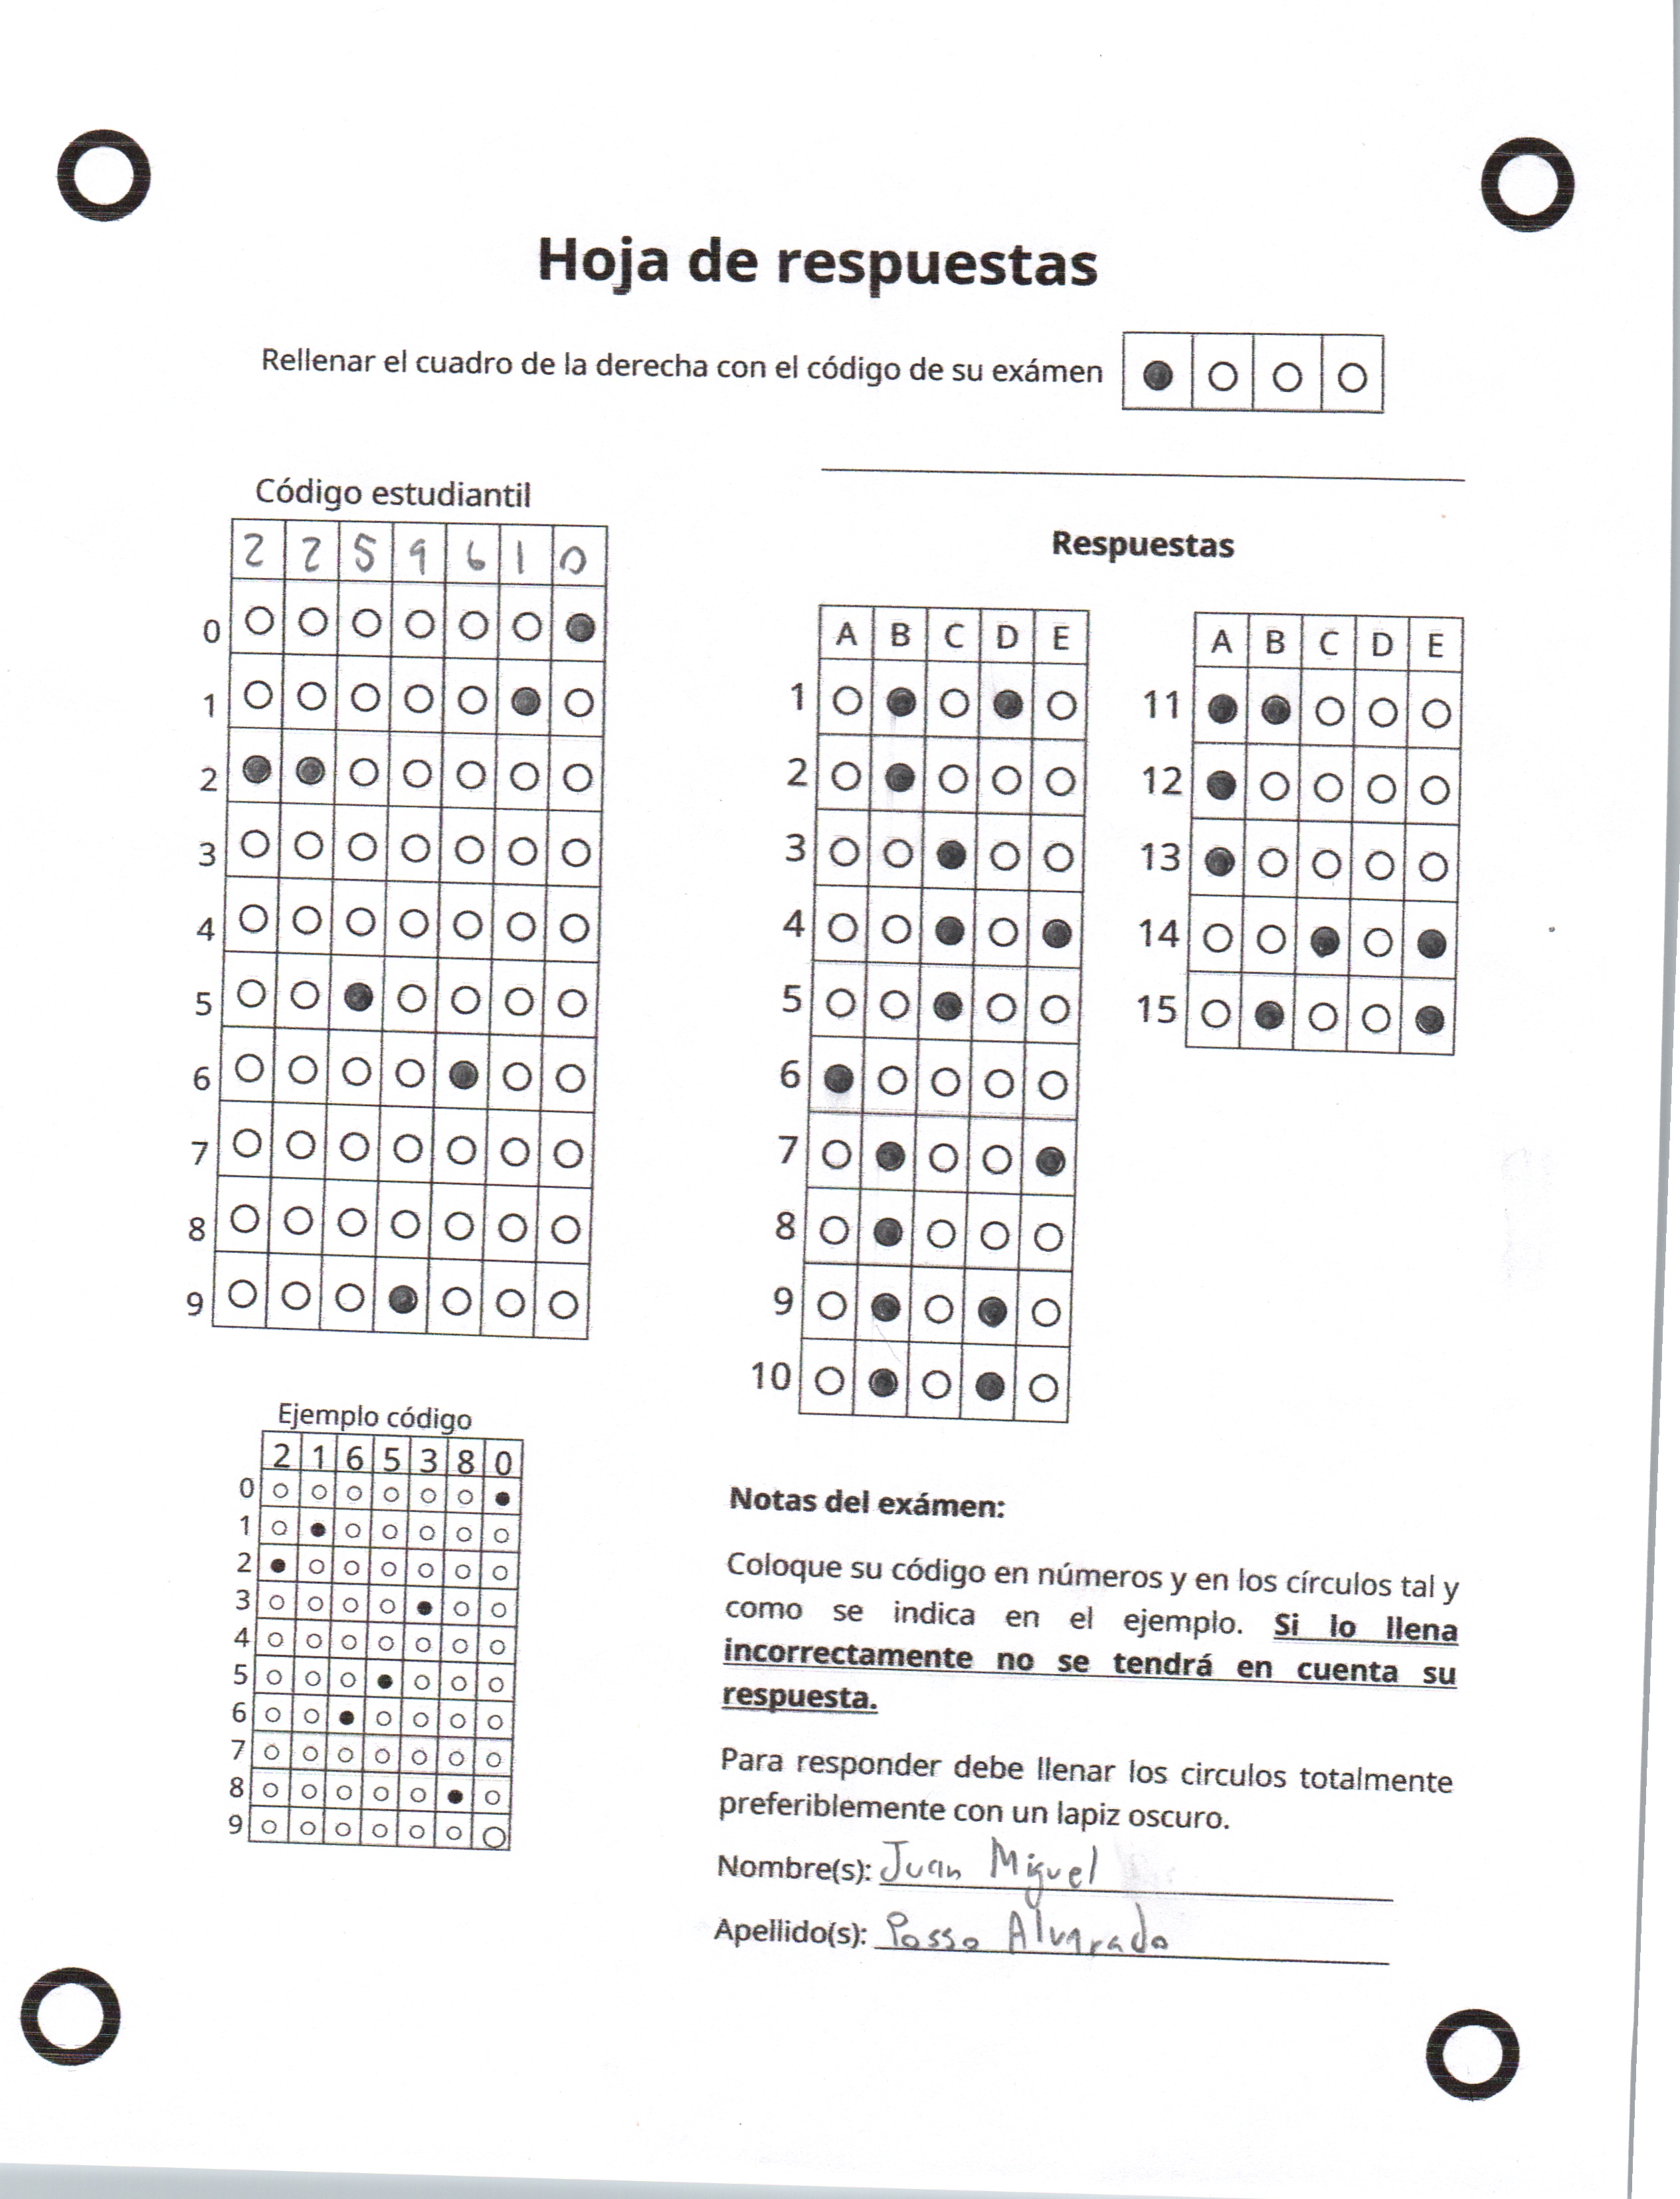 Hoja de respuestas
Rellenar el cuadro de la derecha con el código de su exámen
Código estudiantil
2 2 5 9 6 1 0
0
1
2
3
4
5
6
7
8
9
Respuestas
A B C D E
1
2
3
4
5
6
7
8
9
10
A B C D E
11
12
13
14
15
Ejemplo código
2 1 6 5 3 8 0
0
1
2
3
4
5
6
7
8
9
Notas del exámen:
Coloque su código en números y en los círculos tal y
como se indica en el ejemplo. Si lo llena
incorrectamente no se tendrá en cuenta su
respuesta.
Para responder debe llenar los circulos totalmente
preferiblemente con un lapiz oscuro.
Nombre(s): Juan Miguel
Apellido(s): Posso Alvarado